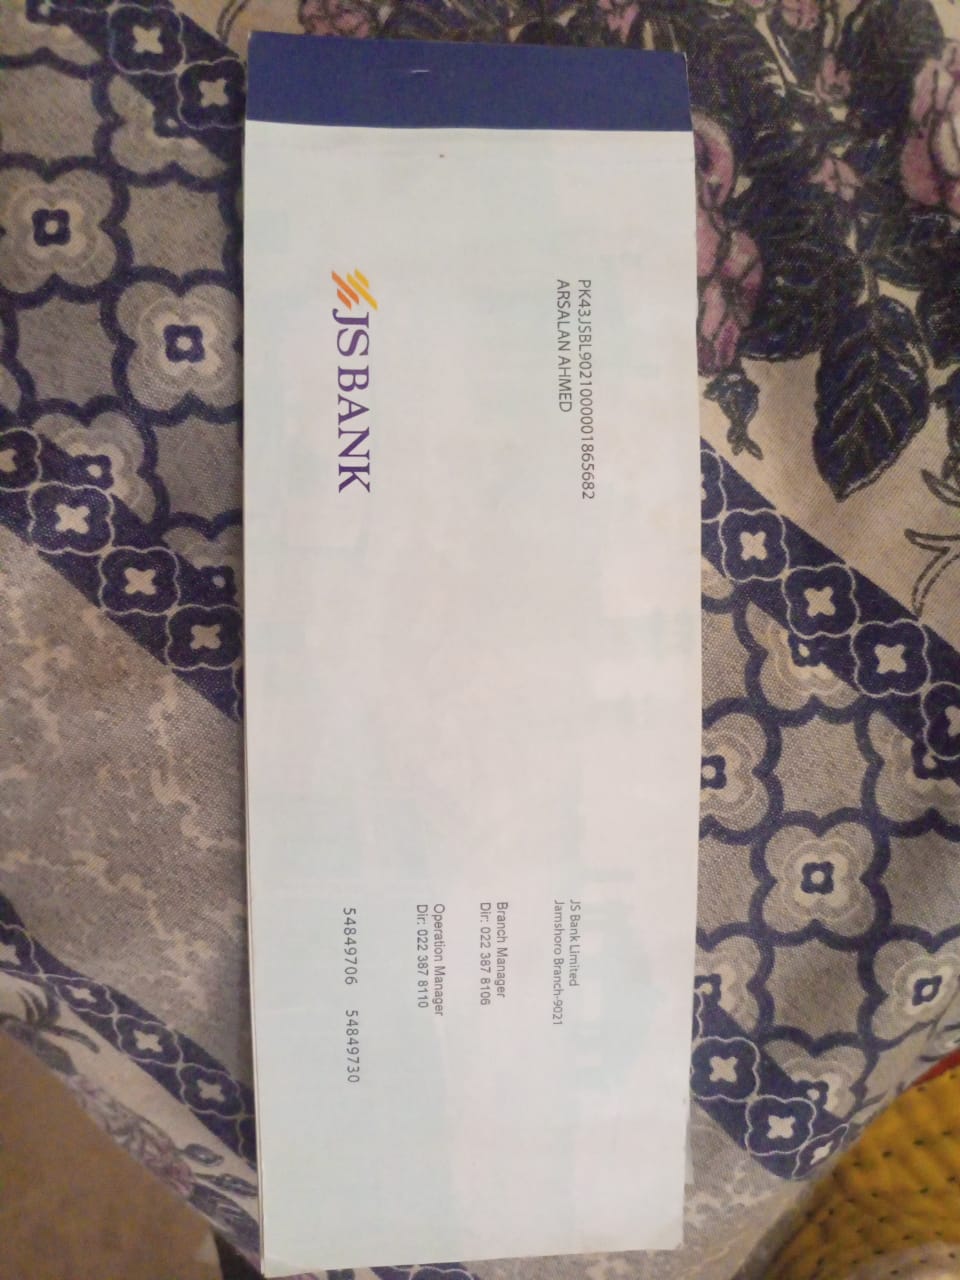 PK43JSBL9021000001865682
ARSALAN AHMED
JS BANK
JS Bank Limited
Jamshoro Branch-9021
Branch Manager
Dir: 022 387 8106
Operation Manager
Dir: 022 387 8110
54849706 54849730